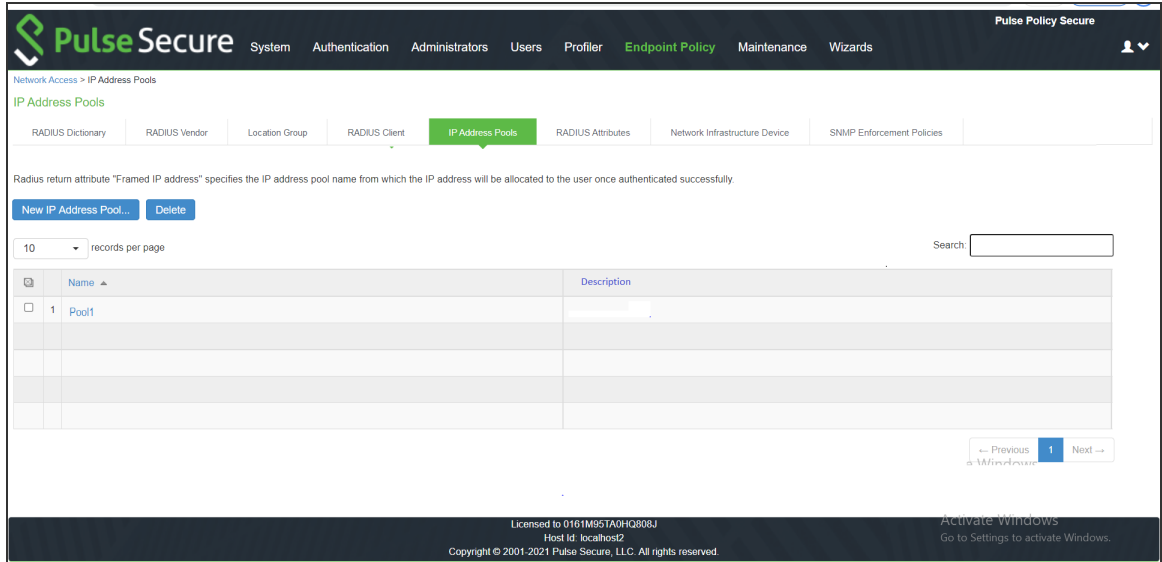 Pulse Policy Secure
Pulse Secure System Authentication Administrators Users Profiler Endpoint Policy Maintenance Wizards
Network Access > IP Address Pools
IP Address Pools
RADIUS Dictionary RADIUS Vendor Location Group RADIUS Client IP Address Pools RADIUS Attributes Network Infrastructure Device SNMP Enforcement Policies
Radius return attribute "Framed IP address" specifies the IP address pool name from which the IP address will be allocated to the user once authenticated successfully.
New IP Address Pool... Delete
10 records per page Search:
Name Description
1 Pool1
← Previous 1 Next →
Windows
Licensed to 0161M95TA0HQ808J
Host Id: localhost2
Copyright © 2001-2021 Pulse Secure, LLC. All rights reserved.
Activate Windows
Go to Settings to activate Windows.